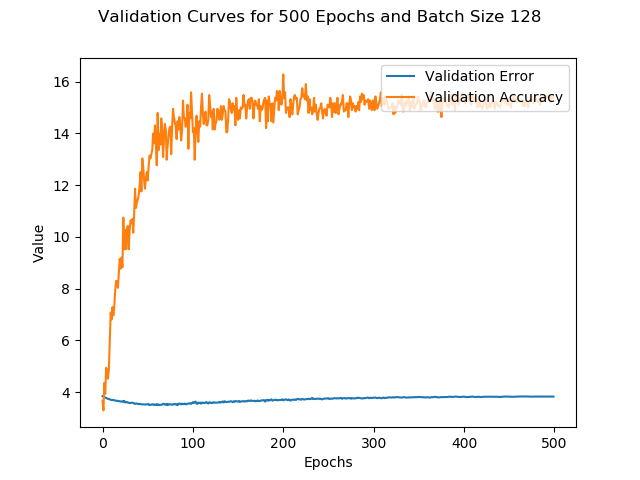 Validation Curves for 500 Epochs and Batch Size 128
Validation Error
Validation Accuracy
16
14
12
10
8
6
4
Value
0
100
200
300
400
500
Epochs